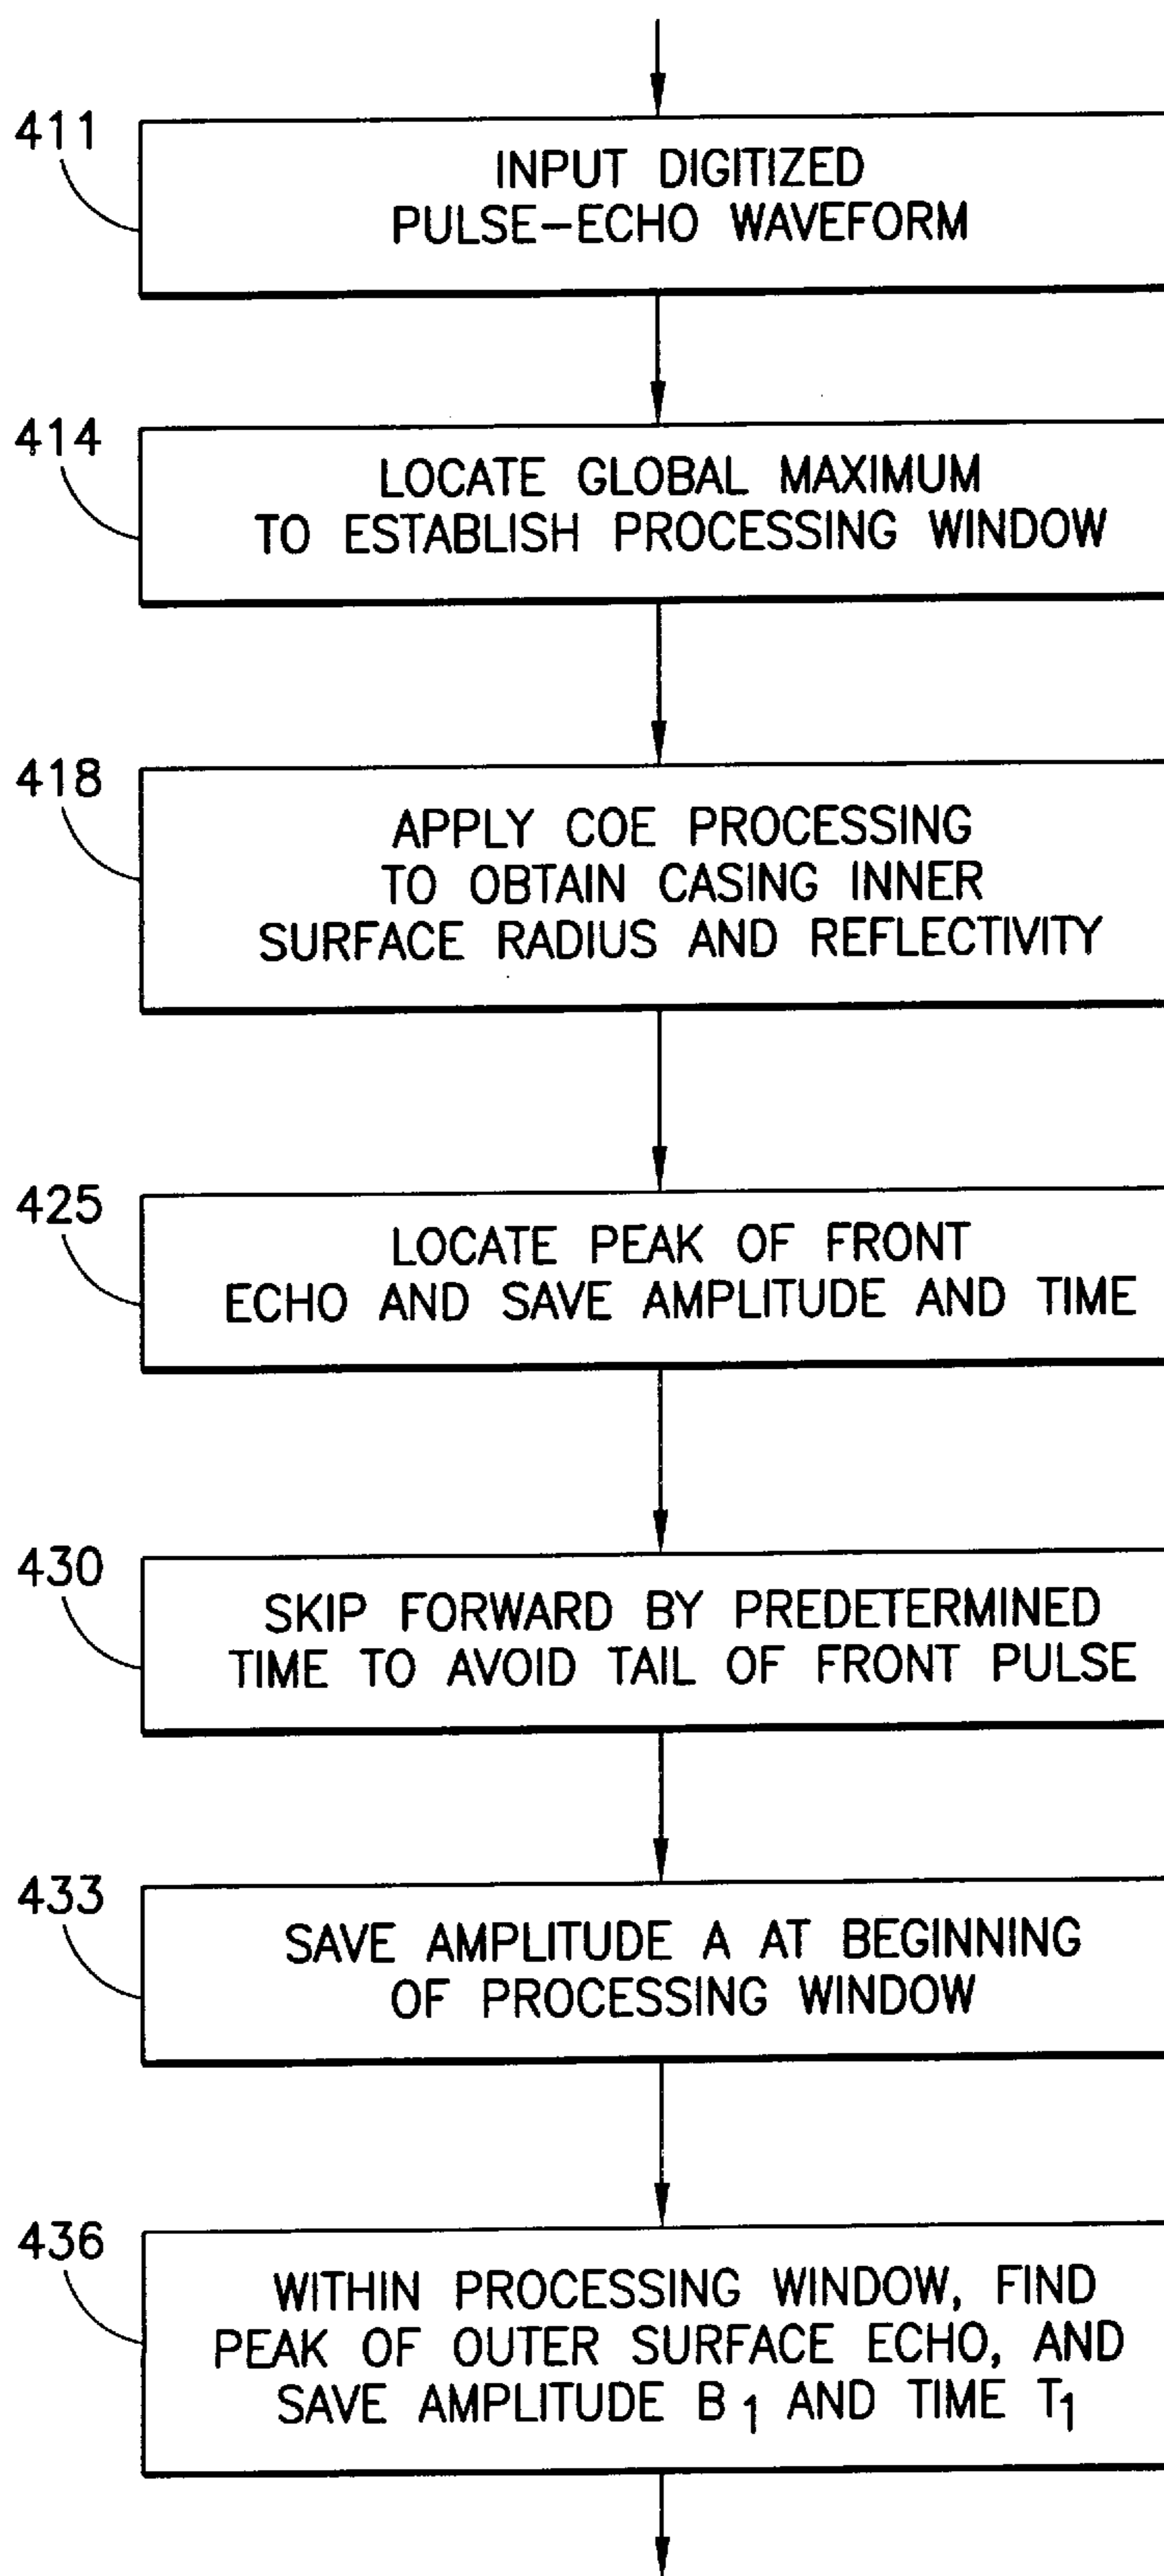 411
INPUT DIGITIZED
PULSE-ECHO WAVEFORM
414
LOCATE GLOBAL MAXIMUM
TO ESTABLISH PROCESSING WINDOW
418
APPLY COE PROCESSING
TO OBTAIN CASING INNER
SURFACE RADIUS AND REFLECTIVITY
425
LOCATE PEAK OF FRONT
ECHO AND SAVE AMPLITUDE AND TIME
430
SKIP FORWARD BY PREDETERMINED
TIME TO AVOID TAIL OF FRONT PULSE
433
SAVE AMPLITUDE A AT BEGINNING
OF PROCESSING WINDOW
436
WITHIN PROCESSING WINDOW, FIND
PEAK OF OUTER SURFACE ECHO, AND
SAVE AMPLITUDE B₁ AND TIME T₁